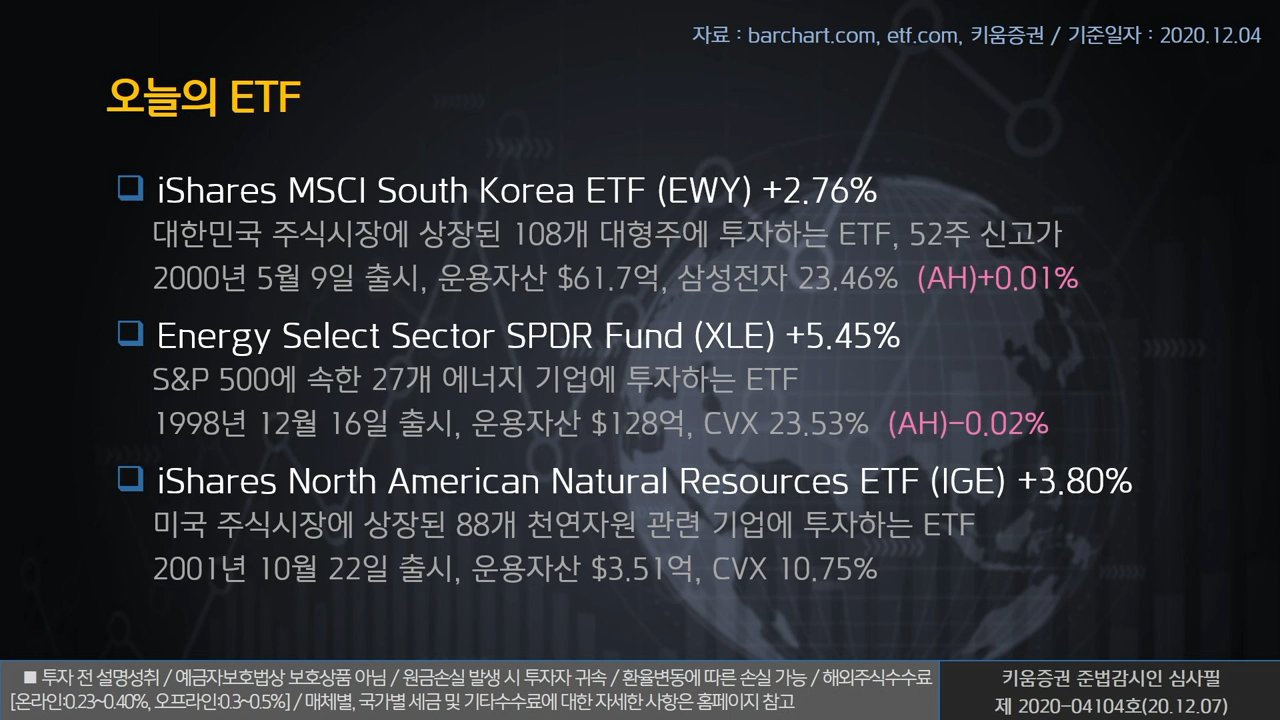 자료 : barchart.com, etf.com, 키움증권 / 기준일자 : 2020.12.04
오늘의 ETF
iShares MSCI South Korea ETF (EWY) +2.76%
대한민국 주식시장에 상장된 108개 대형주에 투자하는 ETF, 52주 신고가
2000년 5월 9일 출시, 운용자산 $61.7억, 삼성전자 23.46% (AH)+0.01%
Energy Select Sector SPDR Fund (XLE) +5.45%
S&P 500에 속한 27개 에너지 기업에 투자하는 ETF
1998년 12월 16일 출시, 운용자산 $128억, CVX 23.53% (AH)-0.02%
iShares North American Natural Resources ETF (IGE) +3.80%
미국 주식시장에 상장된 88개 천연자원 관련 기업에 투자하는 ETF
2001년 10월 22일 출시, 운용자산 $3.51억, CVX 10.75%
■ 투자 전 설명성취 / 예금자보호법상 보호상품 아님 / 원금손실 발생 시 투자자 귀속 / 환율변동에 따른 손실 가능 / 해외주식수수료
[온라인:0.23~0.40%, 오프라인:0.3~0.5%] / 매체별, 국가별 세금 및 기타수수료에 대한 자세한 사항은 홈페이지 참고
키움증권 준법감시인 심사필
제 2020-04104호(20.12.07)